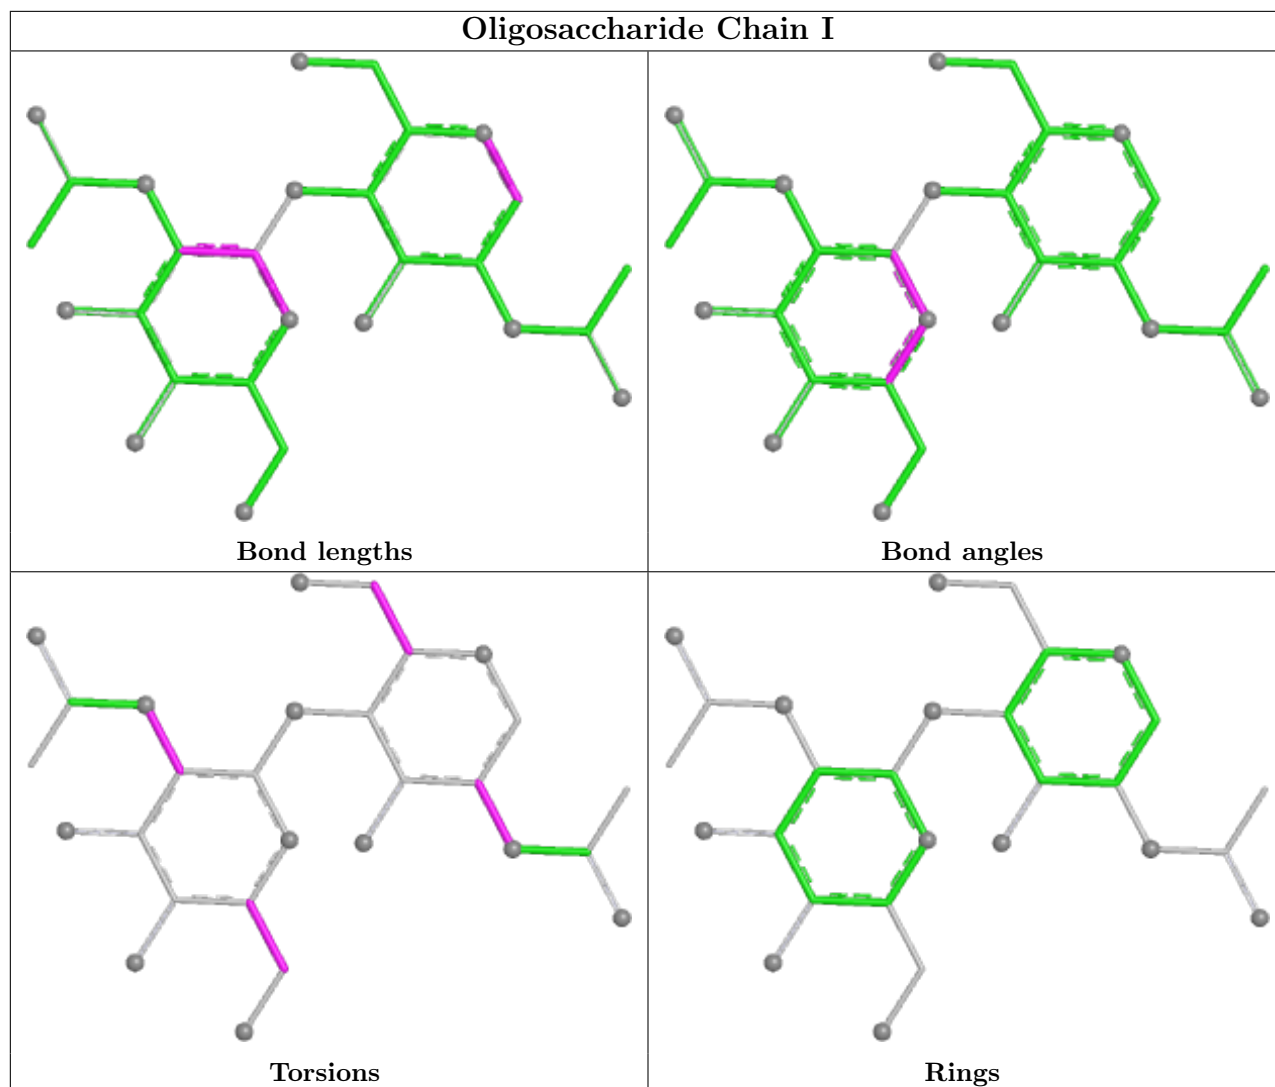 Oligosaccharide Chain I
Bond lengths
Bond angles
Torsions
Rings